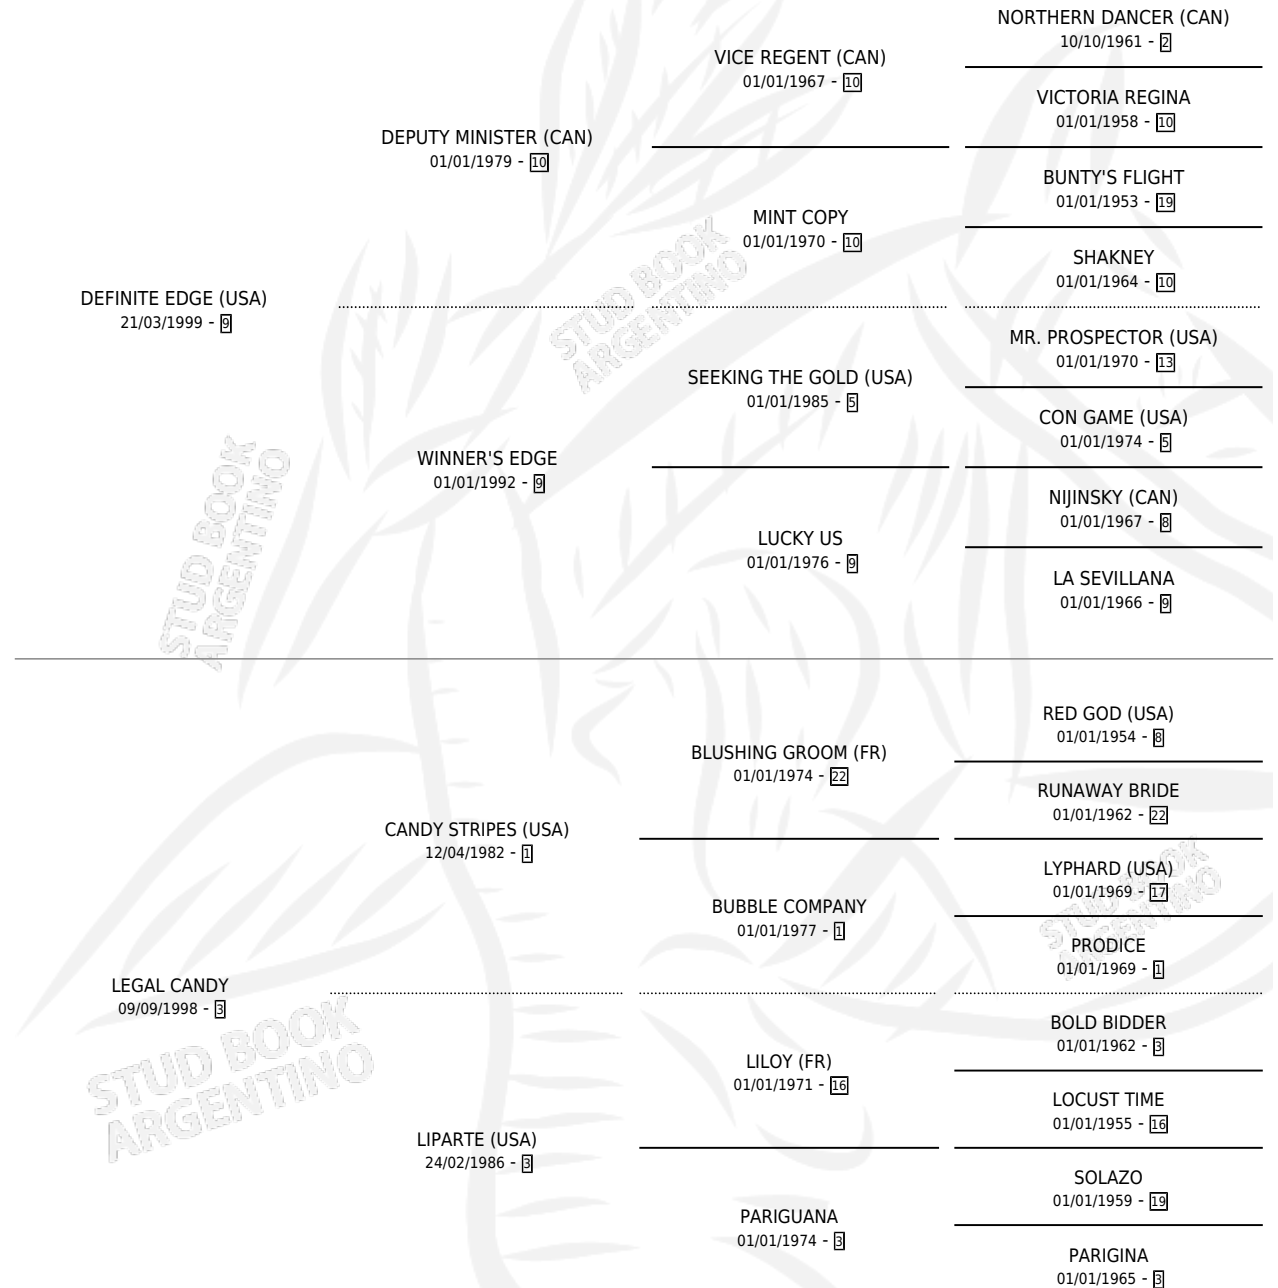 NORTHERN DANCER (CAN)
10/10/1961 - 2
VICE REGENT (CAN)
01/01/1967 - 10
VICTORIA REGINA
01/01/1958 - 10
DEPUTY MINISTER (CAN)
01/01/1979 - 10
BUNTY'S FLIGHT
01/01/1953 - 19
MINT COPY
01/01/1970 - 10
SHAKNEY
01/01/1964 - 10
DEFINITE EDGE (USA)
21/03/1999 - 9
MR. PROSPECTOR (USA)
01/01/1970 - 13
SEEKING THE GOLD (USA)
01/01/1985 - 5
CON GAME (USA)
01/01/1974 - 5
WINNER'S EDGE
01/01/1992 - 9
NIJINSKY (CAN)
01/01/1967 - 8
LUCKY US
01/01/1976 - 9
LA SEVILLANA
01/01/1966 - 9
RED GOD (USA)
01/01/1954 - 8
BLUSHING GROOM (FR)
01/01/1974 - 22
RUNAWAY BRIDE
01/01/1962 - 22
CANDY STRIPES (USA)
12/04/1982 - 1
LYPHARD (USA)
01/01/1969 - 17
BUBBLE COMPANY
01/01/1977 - 1
PRODICE
01/01/1969 - 1
LEGAL CANDY
09/09/1998 - 3
BOLD BIDDER
01/01/1962 - 3
LILOY (FR)
01/01/1971 - 16
LOCUST TIME
01/01/1955 - 16
LIPARTE (USA)
24/02/1986 - 3
SOLAZO
01/01/1959 - 19
PARIGUANA
01/01/1974 - 3
PARIGINA
01/01/1965 - 3
STUD BOOK
ARGENTINO
STUD BOOK
ARGENTINO
STUD BOOK
ARGENTINO
STUD BOOK
ARGENTINO